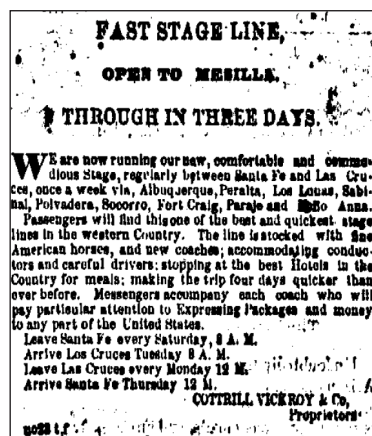 FAST STAGE LINE,
OPEN TO MESILLA.
THROUGH IN THREE DAYS.
WE are now running our new, comfortable and commo-
dious Stage, regularly between Santa Fe and Las Cru-
ces, once a week via, Albuquerque, Peralta, Los Lunas, Sabi-
nal, Polvadera, Socorro, Fort Craig, Paraje and Anna.
Passengers will find this one of the best and quickest stage
lines in the western Country. The line is stocked with fine
American horses, and new coaches; accommodating conduc-
tors and careful drivers; stopping at the best Hotels in the
Country for meals; making the trip four days quicker than
ever before. Messengers accompany each coach who will
pay particular attention to Expressing Packages and money
to any part of the United States.
Leave Santa Fe every Saturday, 8 A. M.
Arrive Los Cruces Tuesday 8 A. M.
Leave Las Cruces every Monday 12 M.
Arrive Santa Fe Thursday 12 M.
COTTRILL VICKROY & Co,
Proprietors
no23 t.f